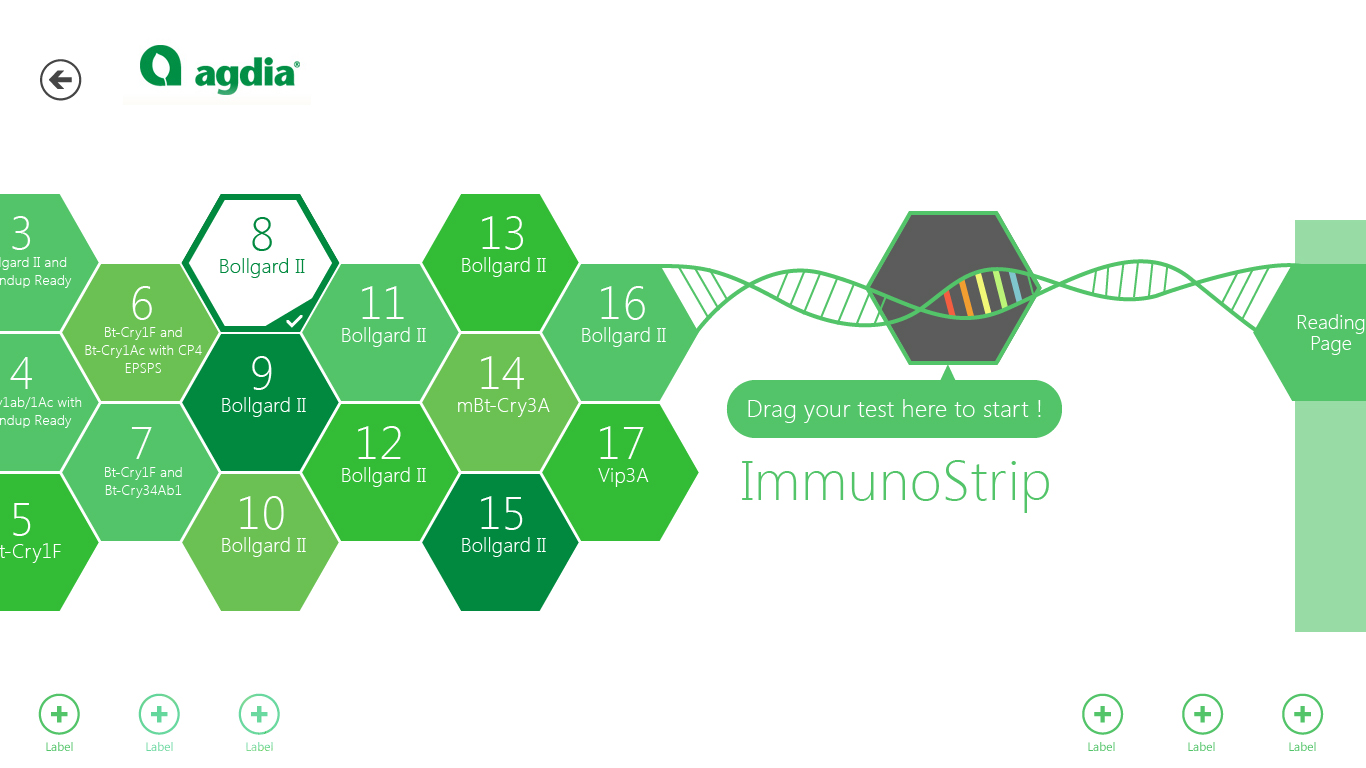 agdia®
3
lgard II and
ndup Ready
4
1ab/1Ac with
ndup Ready
5
t-Cry1F
6
Bt-Cry1F and
Bt-Cry1Ac with CP4
EPSPS
7
Bt-Cry1F and
Bt-Cry34Ab1
8
Bollgard II
9
Bollgard II
10
Bollgard II
11
Bollgard II
12
Bollgard II
13
Bollgard II
14
mBt-Cry3A
15
Bollgard II
16
Bollgard II
17
Vip3A
Drag your test here to start !
ImmunoStrip
Reading
Page
Label
Label
Label
Label
Label
Label